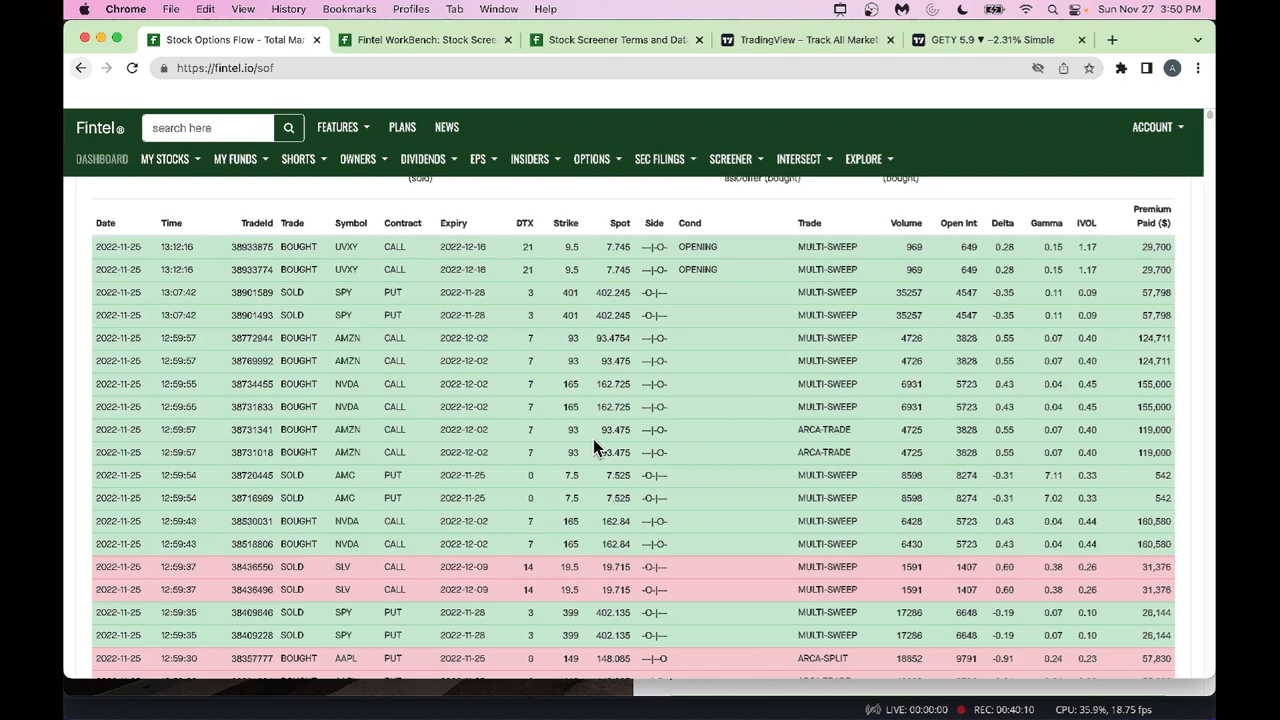 Chrome File Edit View History Bookmarks Profiles Tab Window Help Sun Nov 27 3:50 PM
Stock Options Flow - Total Mar Fintel WorkBench: Stock Scree Stock Screener Terms and Data TradingView – Track All Market GETY 5.9 ▼ −2.31% Simple
https://fintel.io/sof
Fintel® search here FEATURES PLANS NEWS ACCOUNT
DASHBOARD MY STOCKS MY FUNDS SHORTS OWNERS DIVIDENDS EPS INSIDERS OPTIONS SEC FILINGS SCREENER INTERSECT EXPLORE
(sold) ask/offer (bought) (bought)
Date Time TradeId Trade Symbol Contract Expiry DTX Strike Spot Side Cond Trade Volume Open Int Delta Gamma IVOL Premium Paid ($)
2022-11-25 13:12:16 38933875 BOUGHT UVXY CALL 2022-12-16 21 9.5 7.745 ---|-O- OPENING MULTI-SWEEP 969 649 0.28 0.15 1.17 29,700
2022-11-25 13:12:16 38933774 BOUGHT UVXY CALL 2022-12-16 21 9.5 7.745 ---|-O- OPENING MULTI-SWEEP 969 649 0.28 0.15 1.17 29,700
2022-11-25 13:07:42 38901589 SOLD SPY PUT 2022-11-28 3 401 402.245 -O-|--- MULTI-SWEEP 35257 4547 -0.35 0.11 0.09 57,798
2022-11-25 13:07:42 38901493 SOLD SPY PUT 2022-11-28 3 401 402.245 -O-|--- MULTI-SWEEP 35257 4547 -0.35 0.11 0.09 57,798
2022-11-25 12:59:57 38772944 BOUGHT AMZN CALL 2022-12-02 7 93 93.4754 ---|-O- MULTI-SWEEP 4726 3828 0.55 0.07 0.40 124,711
2022-11-25 12:59:57 38769992 BOUGHT AMZN CALL 2022-12-02 7 93 93.475 ---|-O- MULTI-SWEEP 4726 3828 0.55 0.07 0.40 124,711
2022-11-25 12:59:55 38734455 BOUGHT NVDA CALL 2022-12-02 7 165 162.725 ---|-O- MULTI-SWEEP 6931 5723 0.43 0.04 0.45 155,000
2022-11-25 12:59:55 38731833 BOUGHT NVDA CALL 2022-12-02 7 165 162.725 ---|-O- MULTI-SWEEP 6931 5723 0.43 0.04 0.45 155,000
2022-11-25 12:59:57 38731341 BOUGHT AMZN CALL 2022-12-02 7 93 93.475 ---|-O- ARCA-TRADE 4725 3828 0.55 0.07 0.40 119,000
2022-11-25 12:59:57 38731018 BOUGHT AMZN CALL 2022-12-02 7 93 93.475 ---|-O- ARCA-TRADE 4725 3828 0.55 0.07 0.40 119,000
2022-11-25 12:59:54 38720445 SOLD AMC PUT 2022-11-25 0 7.5 7.525 -O-|--- MULTI-SWEEP 8598 8274 -0.31 7.11 0.33 542
2022-11-25 12:59:54 38716969 SOLD AMC PUT 2022-11-25 0 7.5 7.525 -O-|--- MULTI-SWEEP 8598 8274 -0.31 7.02 0.33 542
2022-11-25 12:59:43 38530031 BOUGHT NVDA CALL 2022-12-02 7 165 162.84 ---|-O- MULTI-SWEEP 6428 5723 0.43 0.04 0.44 160,580
2022-11-25 12:59:43 38518806 BOUGHT NVDA CALL 2022-12-02 7 165 162.84 ---|-O- MULTI-SWEEP 6430 5723 0.43 0.04 0.44 160,580
2022-11-25 12:59:37 38436550 SOLD SLV CALL 2022-12-09 14 19.5 19.715 -O-|--- MULTI-SWEEP 1591 1407 0.60 0.38 0.26 31,376
2022-11-25 12:59:37 38436496 SOLD SLV CALL 2022-12-09 14 19.5 19.715 -O-|--- MULTI-SWEEP 1591 1407 0.60 0.38 0.26 31,376
2022-11-25 12:59:35 38409646 SOLD SPY PUT 2022-11-28 3 399 402.135 -O-|--- MULTI-SWEEP 17286 6648 -0.19 0.07 0.10 26,144
2022-11-25 12:59:35 38409228 SOLD SPY PUT 2022-11-28 3 399 402.135 -O-|--- MULTI-SWEEP 17286 6648 -0.19 0.07 0.10 26,144
2022-11-25 12:59:30 38357777 BOUGHT AAPL PUT 2022-11-25 0 149 148.085 ---|--O ARCA-SPLIT 18852 9791 -0.91 0.24 0.23 57,830
LIVE: 00:00:00 REC: 00:40:10 CPU: 35.9%, 18.75 fps